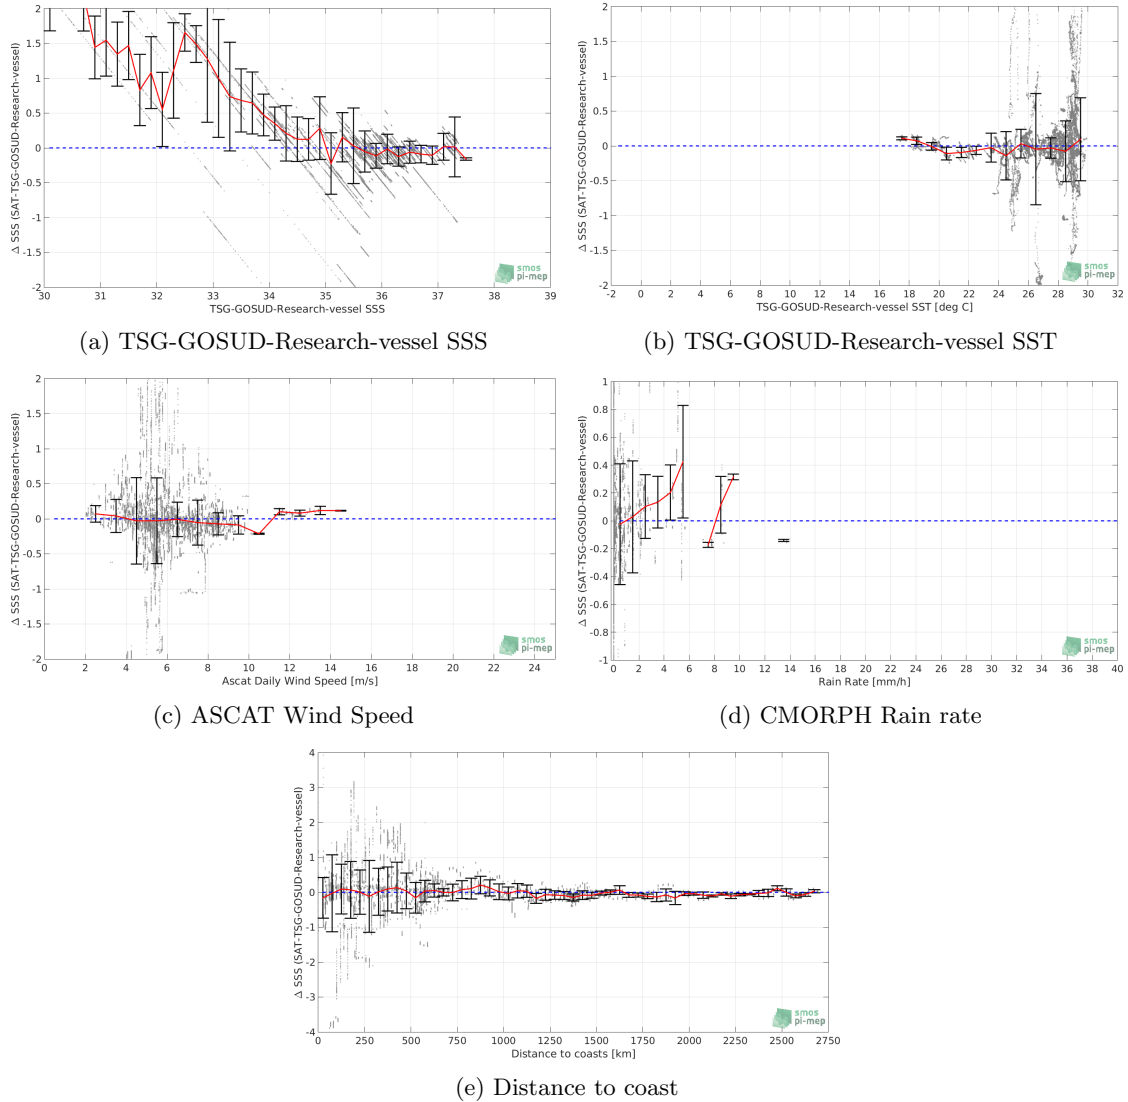 2
1.5
1
0.5
0
-0.5
-1
-1.5
-2
Δ SSS (SAT-TSG-GOSUD-Research-vessel)
30 31 32 33 34 35 36 37 38 39
TSG-GOSUD-Research-vessel SSS
smos
pi-mep
(a) TSG-GOSUD-Research-vessel SSS
2
1.5
1
0.5
0
-0.5
-1
-1.5
-2
Δ SSS (SAT-TSG-GOSUD-Research-vessel)
-2 0 2 4 6 8 10 12 14 16 18 20 22 24 26 28 30 32
TSG-GOSUD-Research-vessel SST [deg C]
smos
pi-mep
(b) TSG-GOSUD-Research-vessel SST
2
1.5
1
0.5
0
-0.5
-1
-1.5
-2
Δ SSS (SAT-TSG-GOSUD-Research-vessel)
0 2 4 6 8 10 12 14 16 18 20 22 24
Ascat Daily Wind Speed [m/s]
smos
pi-mep
(c) ASCAT Wind Speed
1
0.8
0.6
0.4
0.2
0
-0.2
-0.4
-0.6
-0.8
-1
Δ SSS (SAT-TSG-GOSUD-Research-vessel)
0 2 4 6 8 10 12 14 16 18 20 22 24 26 28 30 32 34 36 38 40
Rain Rate [mm/h]
smos
pi-mep
(d) CMORPH Rain rate
4
3
2
1
0
-1
-2
-3
-4
Δ SSS (SAT-TSG-GOSUD-Research-vessel)
0 250 500 750 1000 1250 1500 1750 2000 2250 2500 2750
Distance to coasts [km]
smos
pi-mep
(e) Distance to coast